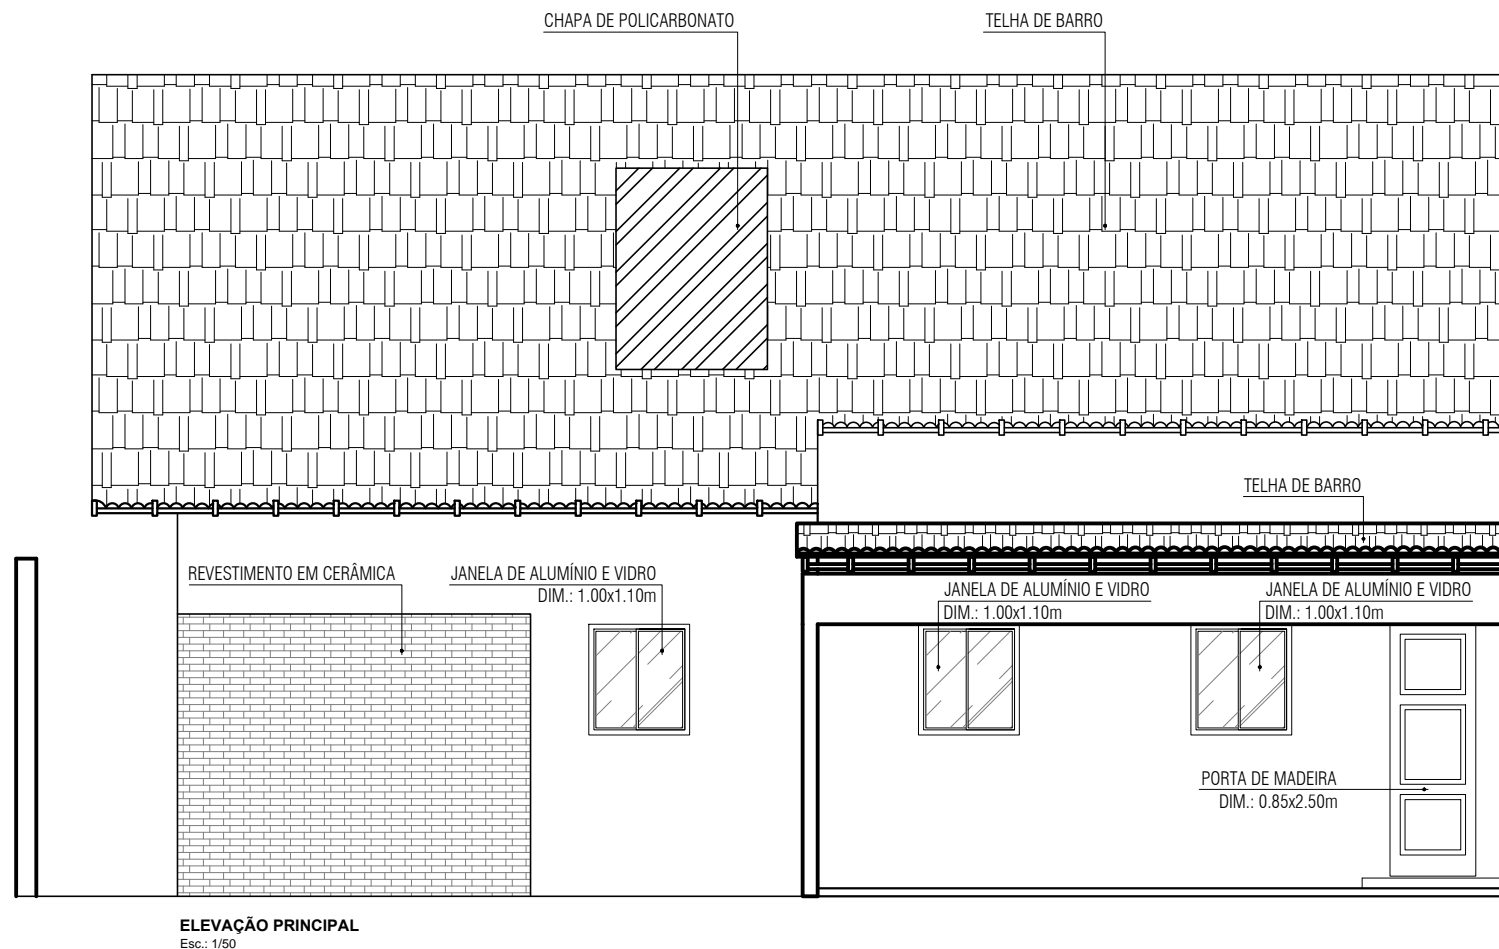 CHAPA DE POLICARBONATO
TELHA DE BARRO
TELHA DE BARRO
REVESTIMENTO EM CERÂMICA
JANELA DE ALUMÍNIO E VIDRO
DIM.: 1.00x1.10m
JANELA DE ALUMÍNIO E VIDRO
DIM.: 1.00x1.10m
JANELA DE ALUMÍNIO E VIDRO
DIM.: 1.00x1.10m
PORTA DE MADEIRA
DIM.: 0.85x2.50m
ELEVAÇÃO PRINCIPAL
Esc.: 1/50